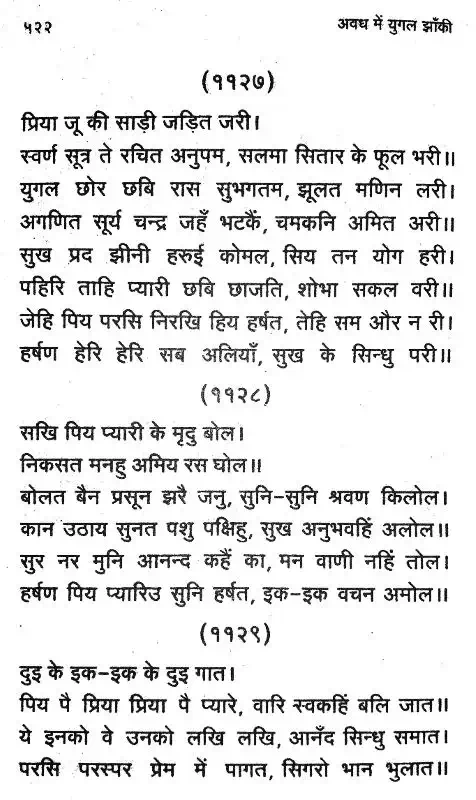 ५२२ अवध में युगल झाँकी
(११२७)
प्रिया जू की साड़ी जड़ित जरी।
स्वर्ण सूत्र ते रचित अनुपम, सलमा सितार के फूल भरी॥
युगल छोर छबि रास सुभगतम, झूलत मणिन लरी।
अगणित सूर्य चन्द्र जहँ भटकैं, चमकनि अमित अरी॥
सुख प्रद झीनी हरुई कोमल, सिय तन योग हरी।
पहिरि ताहि प्यारी छबि छाजति, शोभा सकल वरी॥
जेहि पिय परसि निरखि हिय हर्षत, तेहि सम और न री।
हर्षण हेरि हेरि सब अलियाँ, सुख के सिन्धु परी॥
(११२८)
सखि पिय प्यारी के मृदु बोल।
निकसत मनहु अमिय रस घोल॥
बोलत बैन प्रसून झरै जनु, सुनि-सुनि श्रवण किलोल।
कान उठाय सुनत पशु पक्षिहु, सुख अनुभवहिं अलोल॥
सुर नर मुनि आनन्द कहैं का, मन वाणी नहिं तोल।
हर्षण पिय प्यारिउ सुनि हर्षत, इक-इक वचन अमोल॥
(११२९)
दुइ के इक-इक के दुइ गात।
पिय पै प्रिया प्रिया पै प्यारे, वारि स्वकहिं बलि जात॥
ये इनको वे उनको लखि लखि, आनँद सिन्धु समात।
परसि परस्पर प्रेम में पागत, सिगरो भान भुलात॥